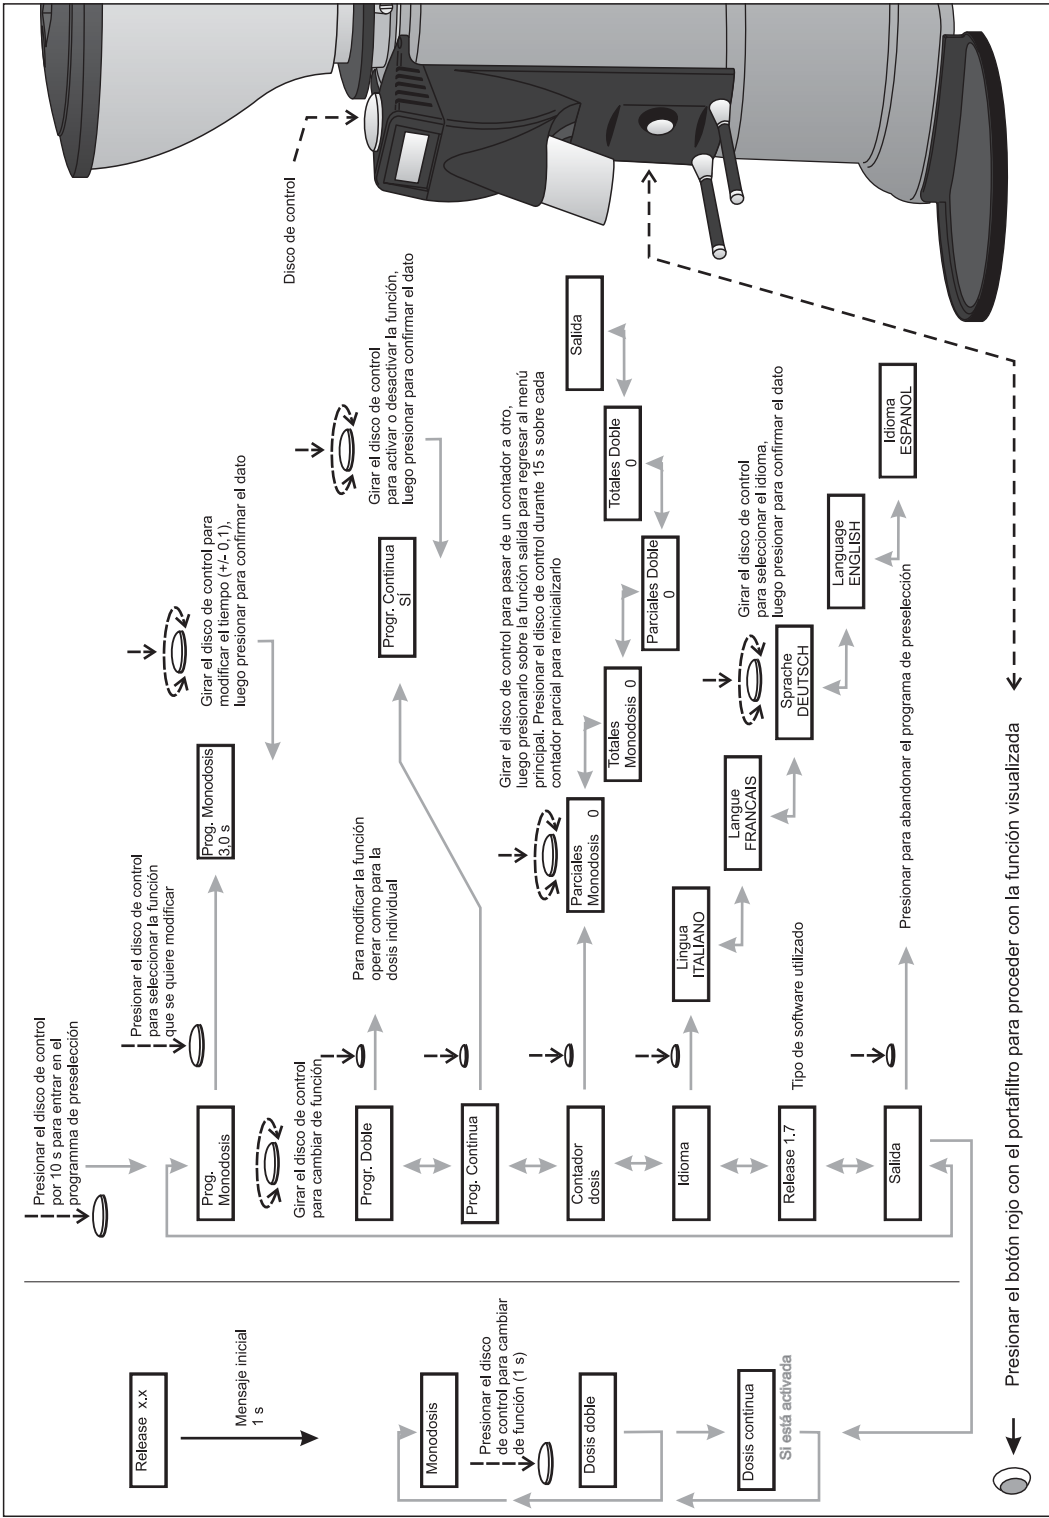 Release  x.x
Mensaje inicial
1 s
Monodosis
Presionar el disco
de control para cambiar
de función (1 s)
Dosis doble
Dosis continua
Si está activada
Presionar el disco de control
por 10 s para entrar en el
programma de preselección
Prog.
Monodosis
Presionar el disco de control
para seleccionar la función
que se quiere modificar
Prog. Monodosis
3,0 s
Girar el disco de control para
modificar el tiempo (+/- 0,1),
luego presionar para confirmar el dato
Girar el disco de control
para cambiar de función
Progr. Doble
Para modificar la función
operar como para la
dosis individual
Prog. Continua
Progr. Continua
SÍ
Girar el disco de control
para activar o desactivar la función,
luego presionar para confirmar el dato
Disco de control
Contador
dosis
Girar el disco de control para pasar de un contador a otro,
luego presionarlo sobre la función salida para regresar al menú
principal. Presionar el disco de control durante 15 s sobre cada
contador parcial para reinicializarlo
Parciales
Monodosis 0
Totales
Monodosis 0
Parciales Doble
0
Totales Doble
0
Salida
Idioma
Lingua
ITALIANO
Langue
FRANCAIS
Sprache
DEUTSCH
Language
ENGLISH
Idioma
ESPANOL
Girar el disco de control
para seleccionar el idioma,
luego presionar para confirmar el dato
Release 1.7
Tipo de software utilizado
Salida
Presionar para abandonar el programa de preselección
Presionar el botón rojo con el portafiltro para proceder con la función visualizada